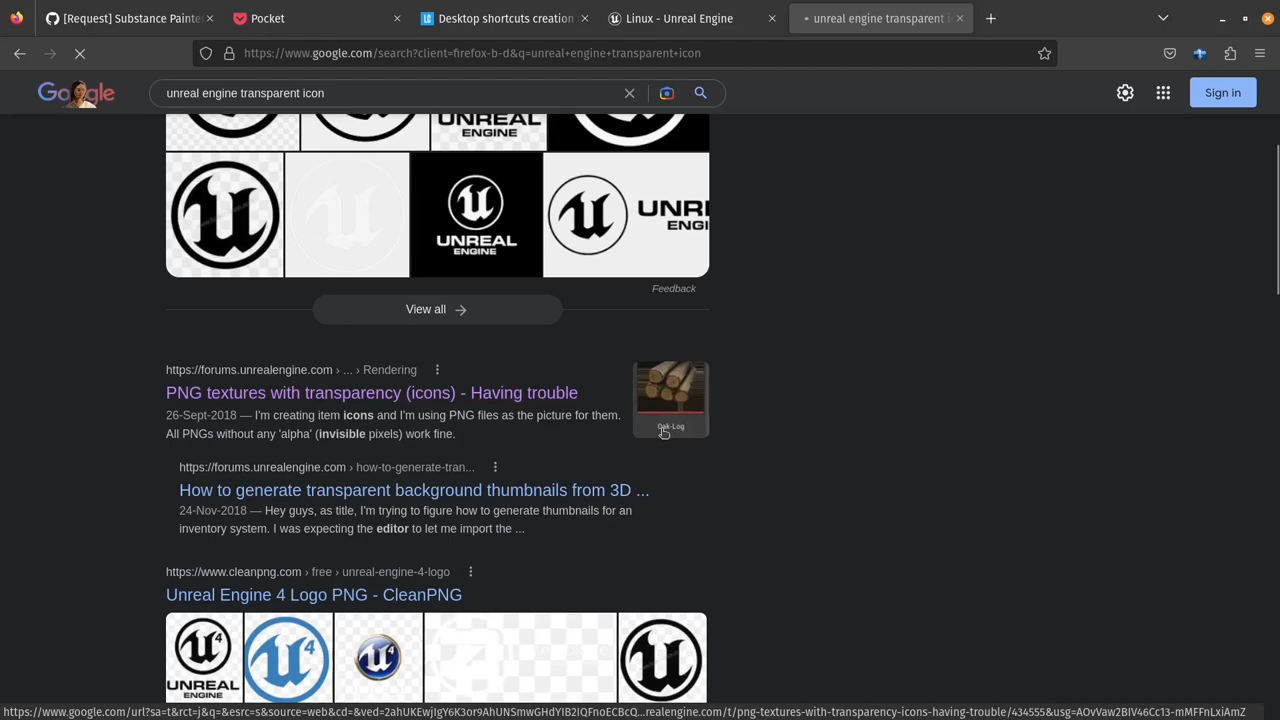 [Request] Substance Painte
Pocket
Desktop shortcuts creation
Linux - Unreal Engine
unreal engine transparent i
https://www.google.com/search?client=firefox-b-d&q=unreal+engine+transparent+icon
unreal engine transparent icon
Sign in
UNREAL
ENGINE
UNREAL
ENGINE
UNR
ENGI
Feedback
View all
https://forums.unrealengine.com › ... › Rendering
PNG textures with transparency (icons) - Having trouble
26-Sept-2018 — I'm creating item icons and I'm using PNG files as the picture for them.
All PNGs without any 'alpha' (invisible pixels) work fine.
Oak-Log
https://forums.unrealengine.com › how-to-generate-tran...
How to generate transparent background thumbnails from 3D ...
24-Nov-2018 — Hey guys, as title, I'm trying to figure how to generate thumbnails for an
inventory system. I was expecting the editor to let me import the ...
https://www.cleanpng.com › free › unreal-engine-4-logo
Unreal Engine 4 Logo PNG - CleanPNG
UNREAL
ENGINE
https://www.google.com/url?sa=t&rct=j&q=&esrc=s&source=web&cd=&ved=2ahUKEwjIgY6K3or9AhUNSmwGHdYIB2IQFnoECBcQ...realengine.com/t/png-textures-with-transparency-icons-having-trouble/434555&usg=AOvVaw2BIV46Cc13-mMFFnLxiAmZ